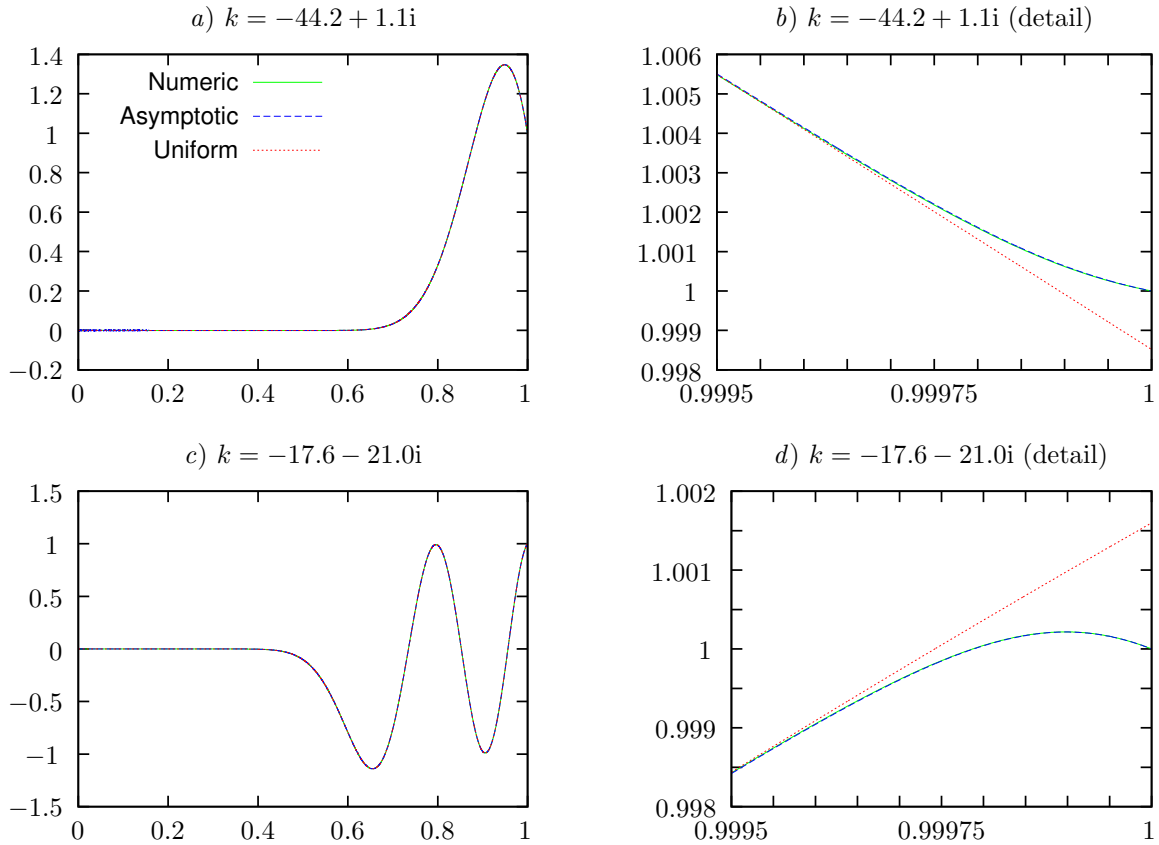 a) k = −44.2 + 1.1i
b) k = −44.2 + 1.1i (detail)
Numeric
Asymptotic
Uniform
1.4
1.2
1
0.8
0.6
0.4
0.2
0
−0.2
0 0.2 0.4 0.6 0.8 1
1.006
1.005
1.004
1.003
1.002
1.001
1
0.999
0.998
0.9995 0.99975 1
c) k = −17.6 − 21.0i
d) k = −17.6 − 21.0i (detail)
1.5
1
0.5
0
−0.5
−1
−1.5
0 0.2 0.4 0.6 0.8 1
1.002
1.001
1
0.999
0.998
0.9995 0.99975 1